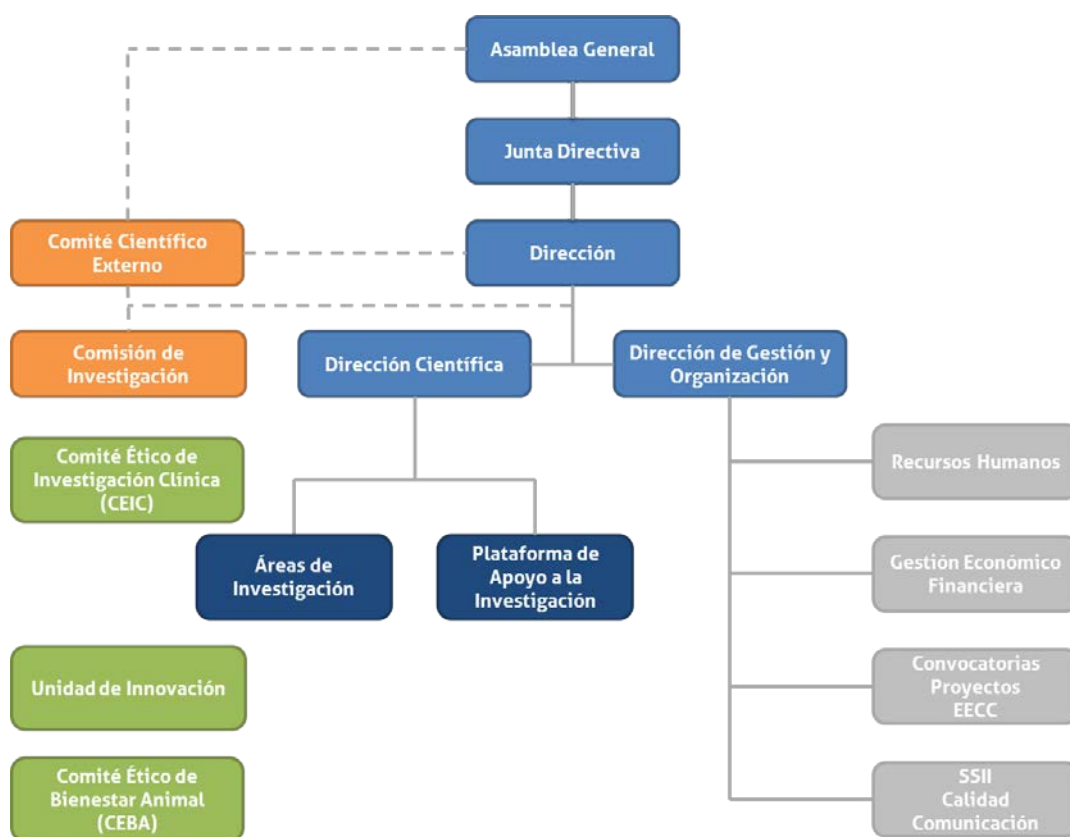 Asamblea General
Junta Directiva
Comité Científico
Externo
Dirección
Comisión de
Investigación
Dirección Científica
Dirección de Gestión y
Organización
Comité Ético de
Investigación Clínica
(CEIC)
Recursos Humanos
Áreas de
Investigación
Plataforma de
Apoyo a la
Investigación
Gestión Económico
Financiera
Unidad de Innovación
Convocatorias
Proyectos
EECC
Comité Ético de
Bienestar Animal
(CEBA)
SSII
Calidad
Comunicación